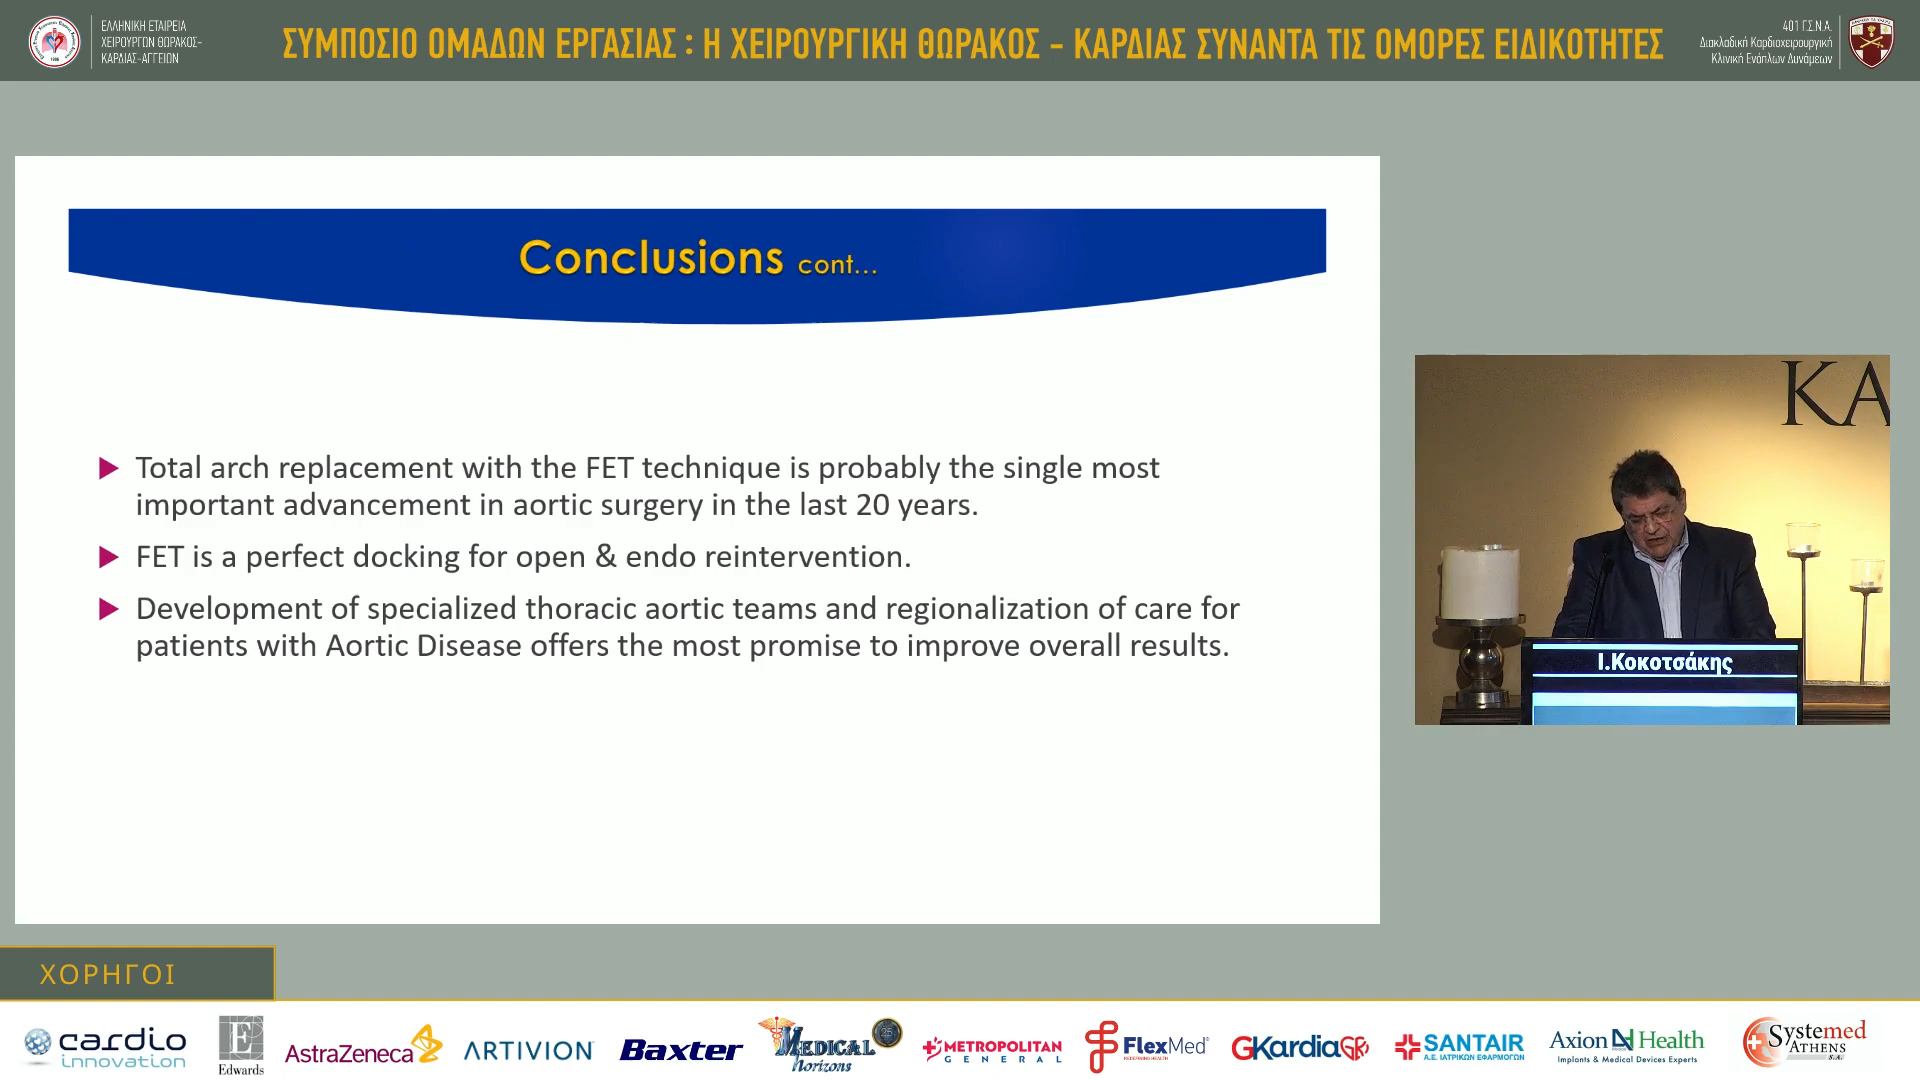 ΕΛΛΗΝΙΚΗ ΕΤΑΙΡΕΙΑ
ΧΕΙΡΟΥΡΓΩΝ ΘΩΡΑΚΟΣ-
ΚΑΡΔΙΑΣ-ΑΓΓΕΙΩΝ
ΣΥΜΠΟΣΙΟ ΟΜΑΔΩΝ ΕΡΓΑΣΙΑΣ : Η ΧΕΙΡΟΥΡΓΙΚΗ ΘΩΡΑΚΟΣ – ΚΑΡΔΙΑΣ ΣΥΝΑΝΤΑ ΤΙΣ ΟΜΟΡΕΣ ΕΙΔΙΚΟΤΗΤΕΣ
401 Γ.Σ.Ν.Α.
Διακλαδική Καρδιοχειρουργική
Κλινική Ενόπλων Δυνάμεων
Conclusions cont...
Total arch replacement with the FET technique is probably the single most
important advancement in aortic surgery in the last 20 years.
FET is a perfect docking for open & endo reintervention.
Development of specialized thoracic aortic teams and regionalization of care for
patients with Aortic Disease offers the most promise to improve overall results.
ΚΑ
Ι.Κοκοτσάκης
ΧΟΡΗΓΟΙ
cardio
innovation
E
Edwards
AstraZeneca
ARTIVION
Baxter
MEDICAL
Horizons
METROPOLITAN
GENERAL
FlexMed
GKardiaGR
SANTAIR
Α.Ε. ΙΑΤΡΙΚΩΝ ΕΦΑΡΜΟΓΩΝ
Axion Health
Implants & Medical Devices Experts
Systemed
ATHENS
S.A.